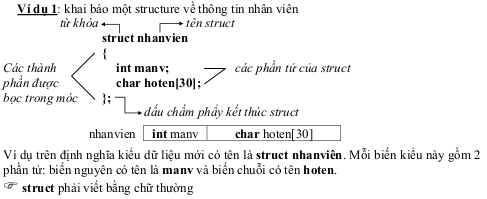 Ví dụ 1: khai báo một structure về thông tin nhân viên
từ khóa tên struct
struct nhanvien
{
Các thành
phần được
bọc trong móc
int manv;
char hoten[30];
các phần tử của struct
};
dấu chấm phẩy kết thúc struct
nhanvien int manv char hoten[30]
Ví dụ trên định nghĩa kiểu dữ liệu mới có tên là struct nhanviên. Mỗi biến kiểu này gồm 2
phần tử: biến nguyên có tên là manv và biến chuỗi có tên hoten.
☞ struct phải viết bằng chữ thường